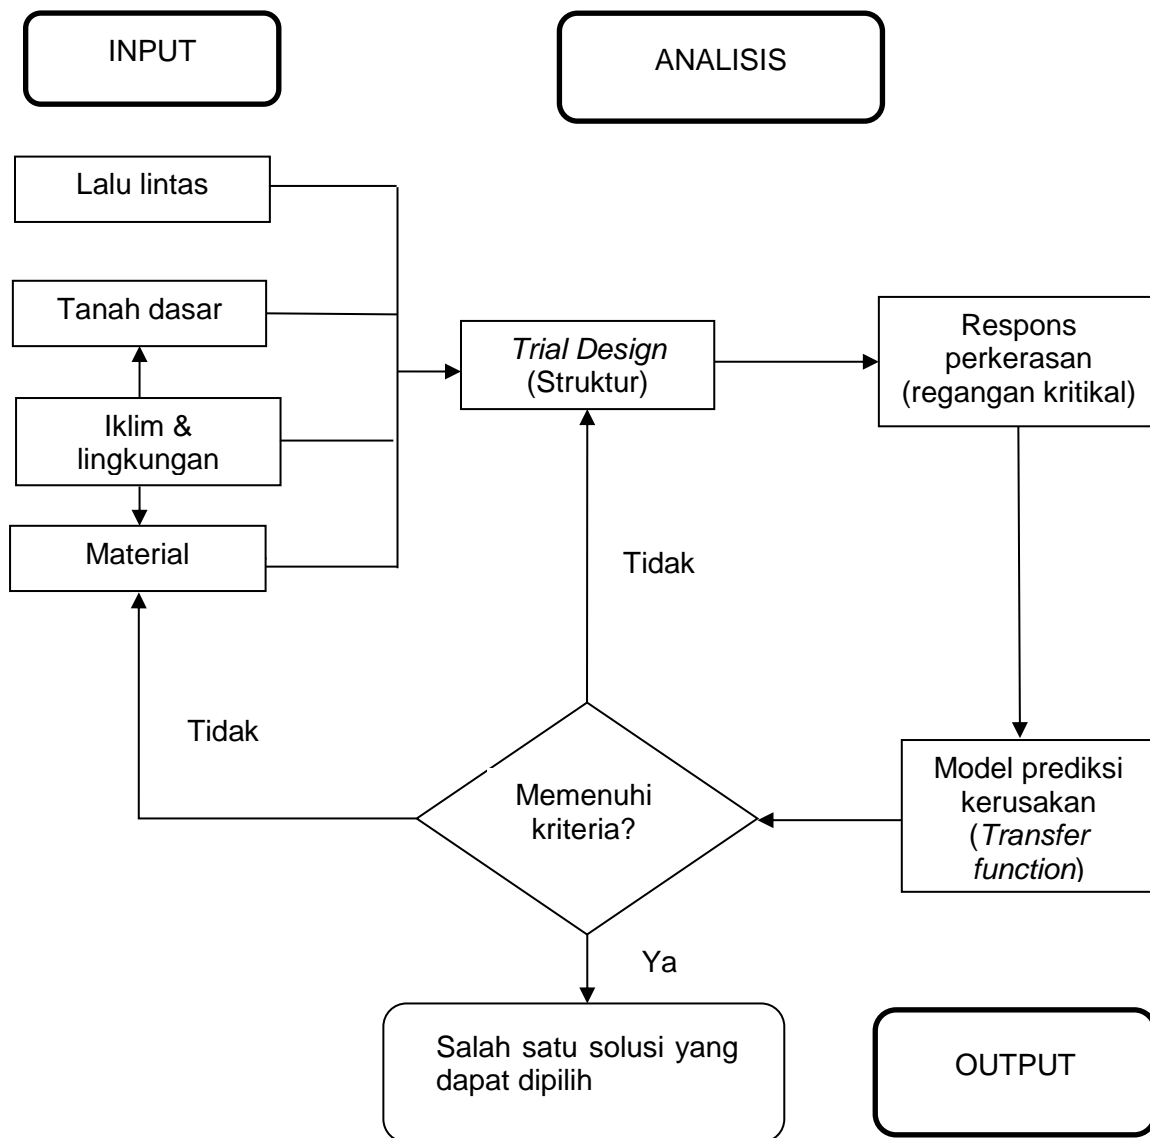 INPUT
ANALISIS
Lalu lintas
Tanah dasar
Iklim &
lingkungan
Material
Trial Design
(Struktur)
Respons
perkerasan
(regangan kritikal)
Tidak
Tidak
Memenuhi
kriteria?
Model prediksi
kerusakan
(Transfer
function)
Ya
Salah satu solusi yang
dapat dipilih
OUTPUT